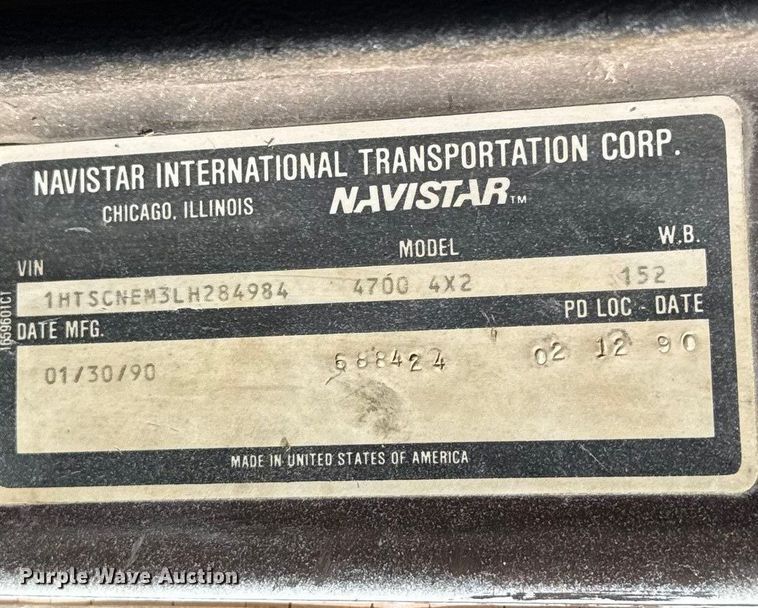 NAVISTAR INTERNATIONAL TRANSPORTATION CORP.
CHICAGO, ILLINOIS NAVISTAR™
VIN MODEL W.B.
1HTSCNEM3LH284984 4700 4X2 152
DATE MFG. PD LOC - DATE
01/30/90 688424 02 12 90
MADE IN UNITED STATES OF AMERICA
1659601C1
Purple Wave Auction